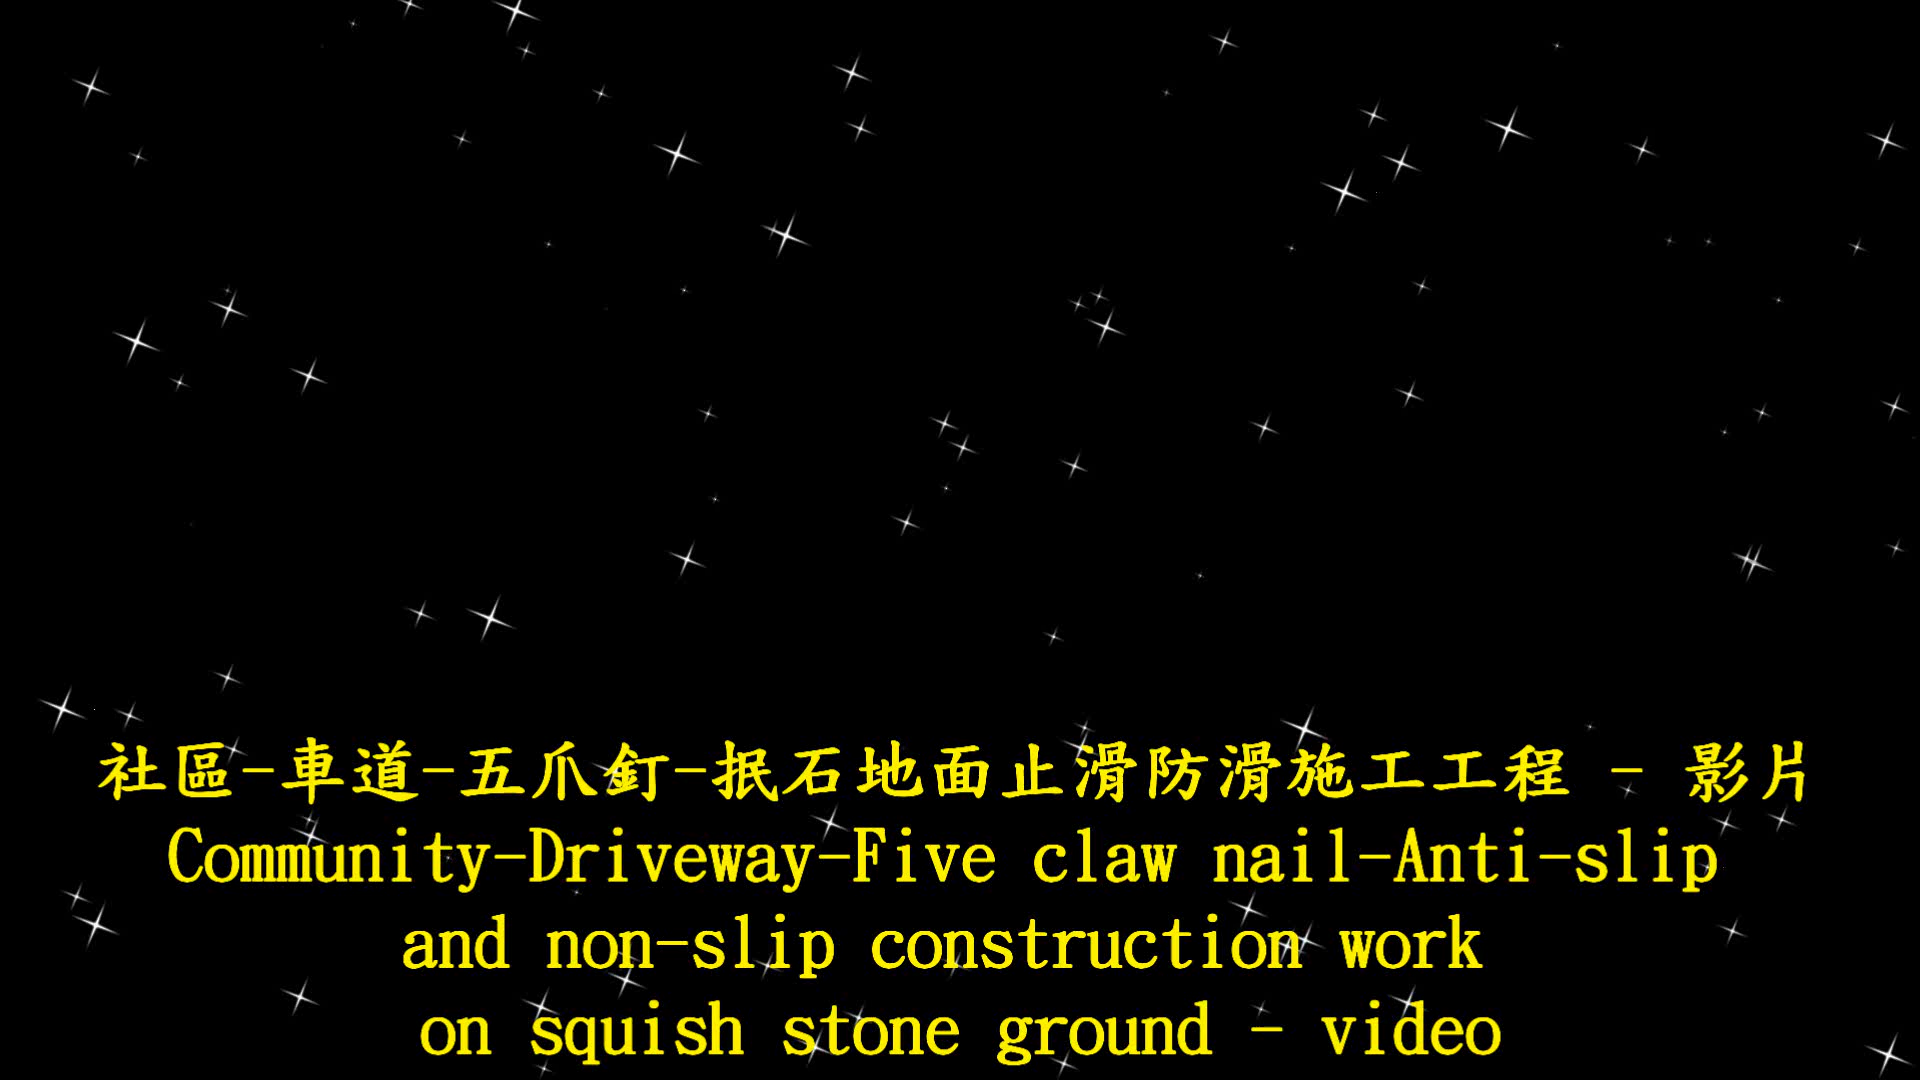 社區-車道-五爪釘-抿石地面止滑防滑施工工程 - 影片
Community-Driveway-Five claw nail-Anti-slip
and non-slip construction work
on squish stone ground - video